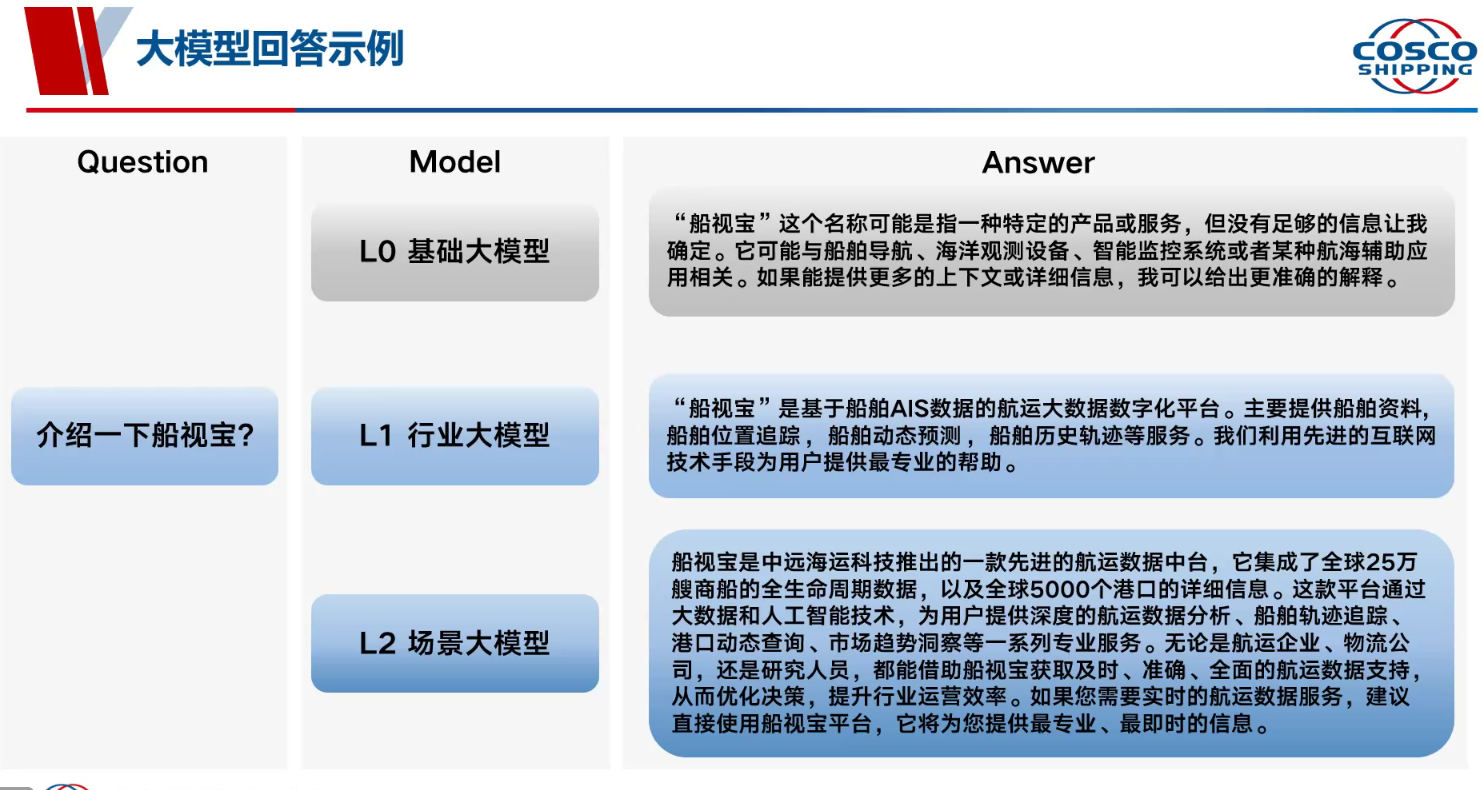 大模型回答示例
COSCO
SHIPPING
Question
Model
Answer
介绍一下船视宝?
L0 基础大模型
“船视宝”这个名称可能是指一种特定的产品或服务，但没有足够的信息让我
确定。它可能与船舶导航、海洋观测设备、智能监控系统或者某种航海辅助应
用相关。如果能提供更多的上下文或详细信息，我可以给出更准确的解释。
L1 行业大模型
“船视宝”是基于船舶AIS数据的航运大数据数字化平台。主要提供船舶资料,
船舶位置追踪，船舶动态预测，船舶历史轨迹等服务。我们利用先进的互联网
技术手段为用户提供最专业的帮助。
L2 场景大模型
船视宝是中远海运科技推出的一款先进的航运数据中台，它集成了全球25万
艘商船的全生命周期数据，以及全球5000个港口的详细信息。这款平台通过
大数据和人工智能技术，为用户提供深度的航运数据分析、船舶轨迹追踪、
港口动态查询、市场趋势洞察等一系列专业服务。无论是航运企业、物流公
司，还是研究人员，都能借助船视宝获取及时、准确、全面的航运数据支持，
从而优化决策，提升行业运营效率。如果您需要实时的航运数据服务，建议
直接使用船视宝平台，它将为您提供最专业、最即时的信息。